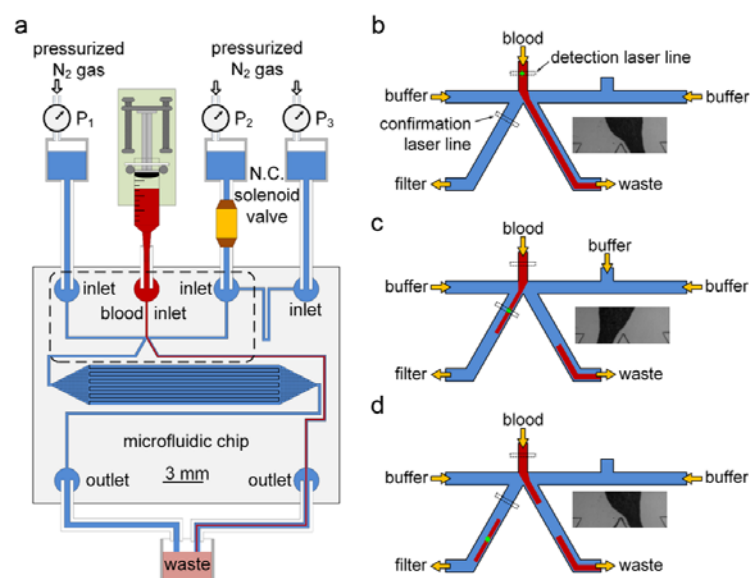 a
pressurized
N₂ gas
pressurized
N₂ gas
P₁
P₂
P₃
N.C.
solenoid
valve
inlet
blood
inlet
inlet
inlet
microfluidic chip
3 mm
outlet
outlet
waste
b
blood
detection laser line
buffer
buffer
confirmation
laser line
filter
waste
c
blood
buffer
buffer
buffer
filter
waste
d
blood
buffer
buffer
filter
waste